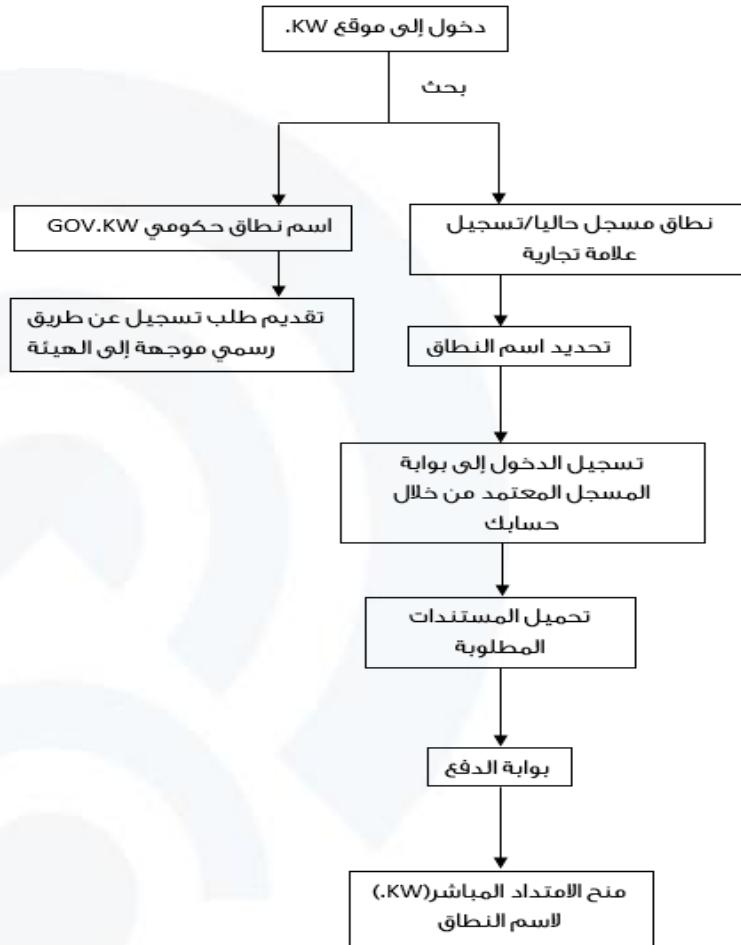 دخول إلى موقع KW.
بحث
نطاق مسجل حاليا/تسجيل
علامة تجارية
اسم نطاق حكومي GOV.KW
تقديم طلب تسجيل عن طريق
رسمي موجهة إلى الهيئة
تحديد اسم النطاق
تسجيل الدخول إلى بوابة
المسجل المعتمد من خلال
حسابك
تحميل المستندات
المطلوبة
بوابة الدفع
منح الامتداد المباشر(KW.)
لاسم النطاق